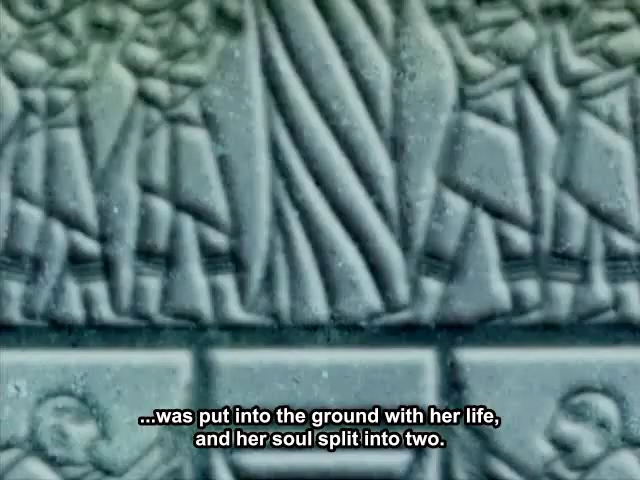 ...was put into the ground with her life,
and her soul split into two.